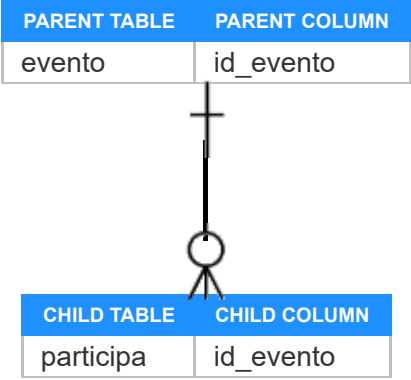 PARENT TABLE PARENT COLUMN
evento id_evento
CHILD TABLE CHILD COLUMN
participa id_evento